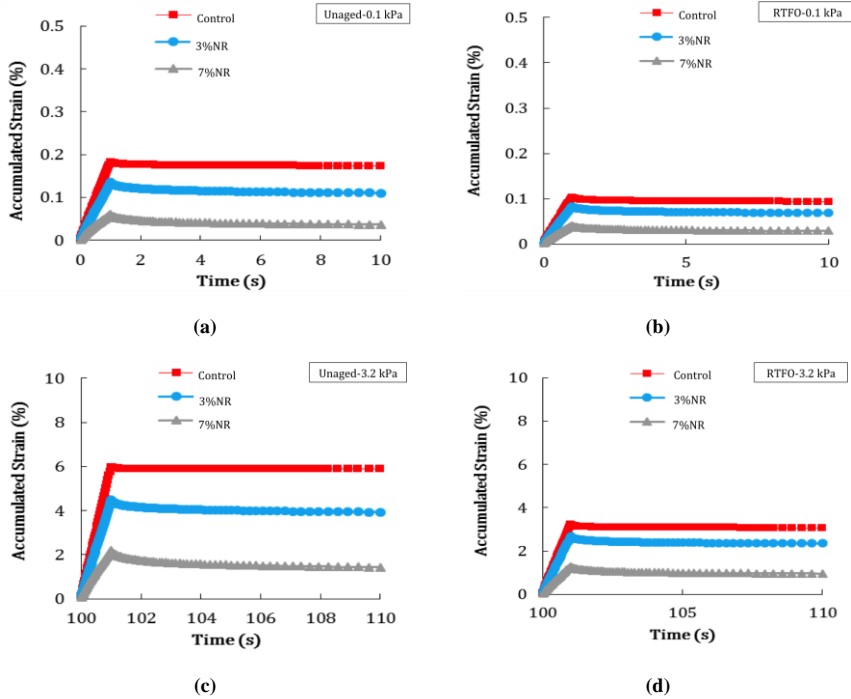 Unaged-0.1 kPa
Control
3%NR
7%NR
Accumulated Strain (%)
0.5
0.4
0.3
0.2
0.1
0
0 2 4 6 8 10
Time (s)
(a)
RTFO-0.1 kPa
Control
3%NR
7%NR
Accumulated Strain (%)
0.5
0.4
0.3
0.2
0.1
0
0 5 10
Time (s)
(b)
Unaged-3.2 kPa
Control
3%NR
7%NR
Accumulated Strain (%)
10
8
6
4
2
0
100 102 104 106 108 110
Time (s)
(c)
RTFO-3.2 kPa
Control
3%NR
7%NR
Accumulated Strain (%)
10
8
6
4
2
0
100 105 110
Time (s)
(d)